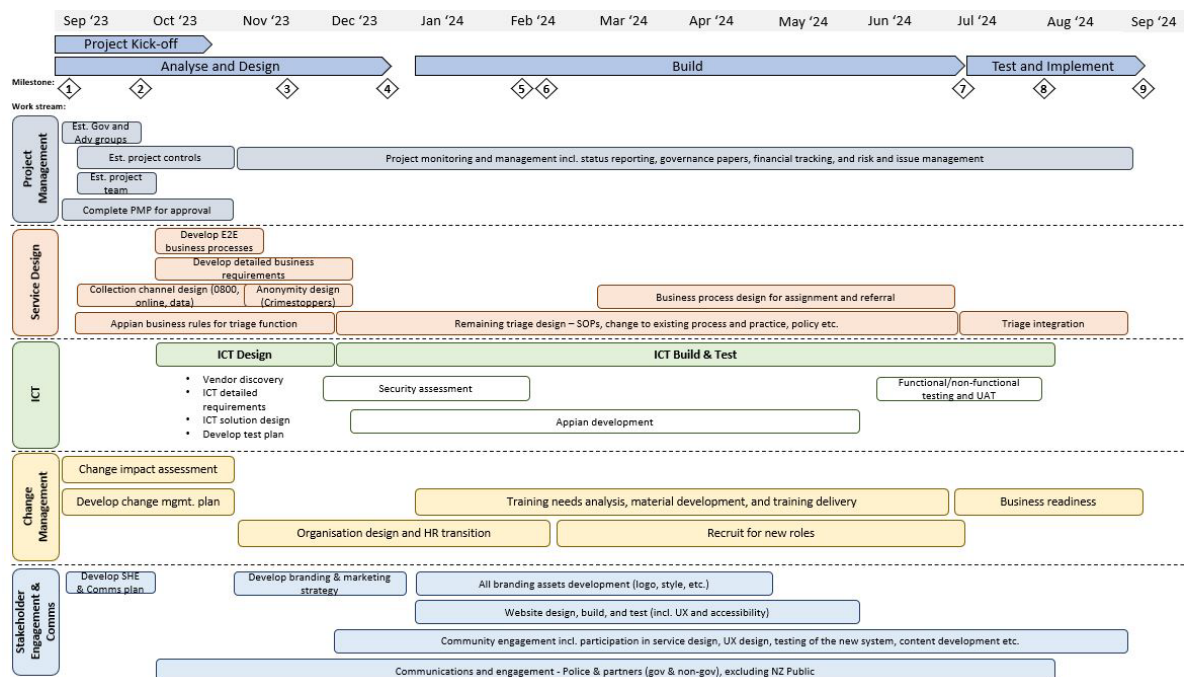 Sep ‘23 Oct ‘23 Nov ‘23 Dec ‘23 Jan ‘24 Feb ‘24 Mar ‘24 Apr ‘24 May ‘24 Jun ‘24 Jul ‘24 Aug ‘24 Sep ‘24
Project Kick-off
Analyse and Design
Build
Test and Implement
Milestone:
1 2 3 4 5 6 7 8 9
Work stream:
Project
Management
Est. Gov and
Adv groups
Est. project controls
Project monitoring and management incl. status reporting, governance papers, financial tracking, and risk and issue management
Est. project
team
Complete PMP for approval
Service Design
Develop E2E
business processes
Develop detailed business
requirements
Collection channel design (0800,
online, data)
Anonymity design
(Crimestoppers)
Business process design for assignment and referral
Appian business rules for triage function
Remaining triage design – SOPs, change to existing process and practice, policy etc.
Triage integration
ICT
ICT Design
ICT Build & Test
• Vendor discovery
• ICT detailed
requirements
• ICT solution design
• Develop test plan
Security assessment
Functional/non-functional
testing and UAT
Appian development
Change
Management
Change impact assessment
Develop change mgmt. plan
Training needs analysis, material development, and training delivery
Business readiness
Organisation design and HR transition
Recruit for new roles
Stakeholder
Engagement &
Comms
Develop SHE
& Comms plan
Develop branding & marketing
strategy
All branding assets development (logo, style, etc.)
Website design, build, and test (incl. UX and accessibility)
Community engagement incl. participation in service design, UX design, testing of the new system, content development etc.
Communications and engagement - Police & partners (gov & non-gov), excluding NZ Public